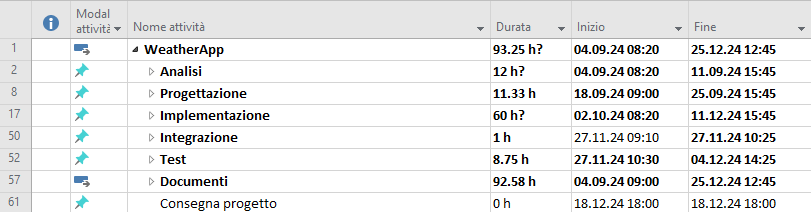 Modal attività Nome attività Durata Inizio Fine
1 WeatherApp 93.25 h? 04.09.24 08:20 25.12.24 12:45
2 Analisi 12 h? 04.09.24 08:20 11.09.24 15:45
8 Progettazione 11.33 h 18.09.24 09:00 25.09.24 15:45
17 Implementazione 60 h? 02.10.24 08:20 11.12.24 15:45
50 Integrazione 1 h 27.11.24 09:10 27.11.24 10:25
52 Test 8.75 h 27.11.24 10:30 04.12.24 14:25
57 Documenti 92.58 h 04.09.24 09:00 25.12.24 12:45
61 Consegna progetto 0 h 18.12.24 18:00 18.12.24 18:00